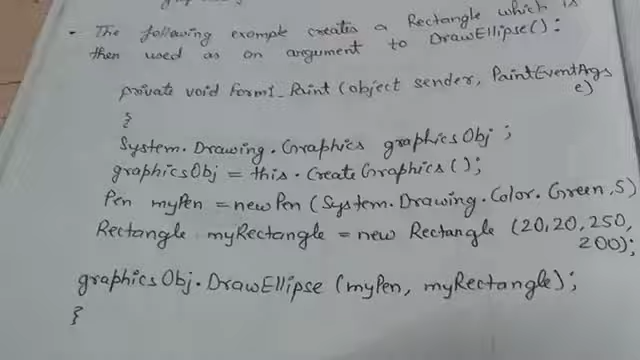 • The following example creates a Rectangle which is
then used as an argument to DrawEllipse():
private void Form1_Paint (object sender, PaintEventArgs
e)
{
System.Drawing.Graphics graphicsObj;
graphicsObj = this.CreateGraphics();
Pen myPen = newPen (System.Drawing.Color.Green, 5)
Rectangle myRectangle = new Rectangle (20, 20, 250,
200);
graphicsObj.DrawEllipse (myPen, myRectangle);
}